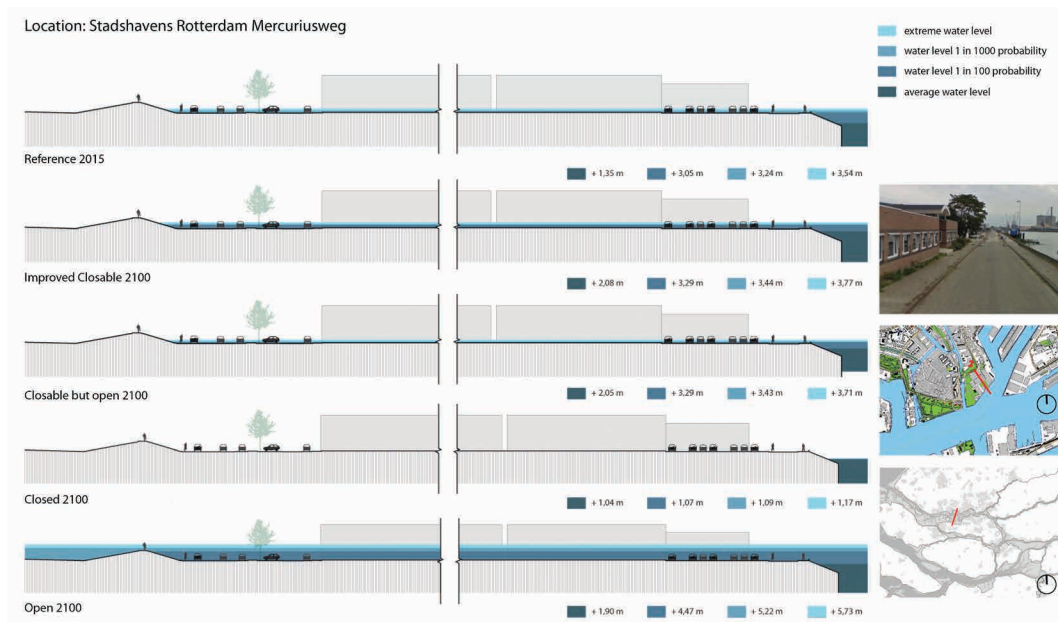 Location: Stadshavens Rotterdam Mercuriusweg
extreme water level
water level 1 in 1000 probability
water level 1 in 100 probability
average water level
Reference 2015
+ 1,35 m + 3,05 m + 3,24 m + 3,54 m
Improved Closable 2100
+ 2,08 m + 3,29 m + 3,44 m + 3,77 m
Closable but open 2100
+ 2,05 m + 3,29 m + 3,43 m + 3,71 m
Closed 2100
+ 1,04 m + 1,07 m + 1,09 m + 1,17 m
Open 2100
+ 1,90 m + 4,47 m + 5,22 m + 5,73 m